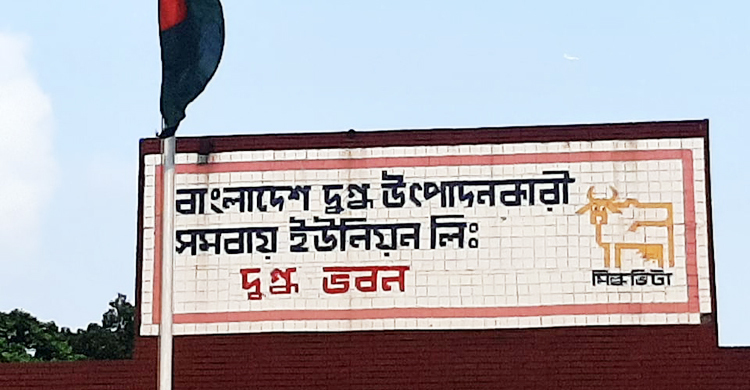 বাংলাদেশ দুগ্ধ উৎপাদনকারী
সমবায় ইউনিয়ন লিঃ
দুগ্ধ ভবন
মিল্কভিটা